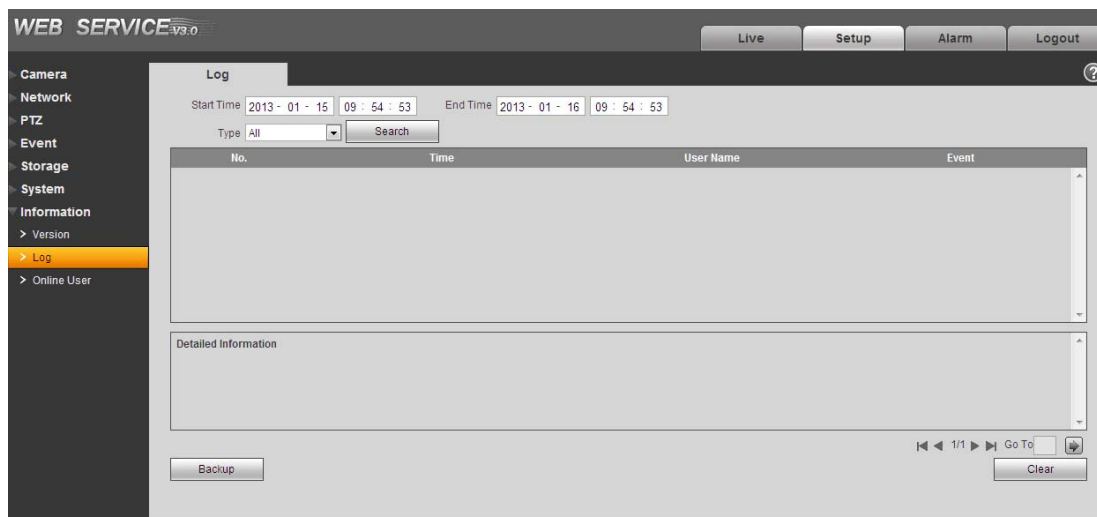 WEB SERVICE V3.0
Live Setup Alarm Logout
Camera
Network
PTZ
Event
Storage
System
Information
> Version
> Log
> Online User
Log
?
Start Time 2013 - 01 - 15 09 : 54 : 53 End Time 2013 - 01 - 16 09 : 54 : 53
Type All Search
No. Time User Name Event
Detailed Information
1/1 Go To
Backup Clear